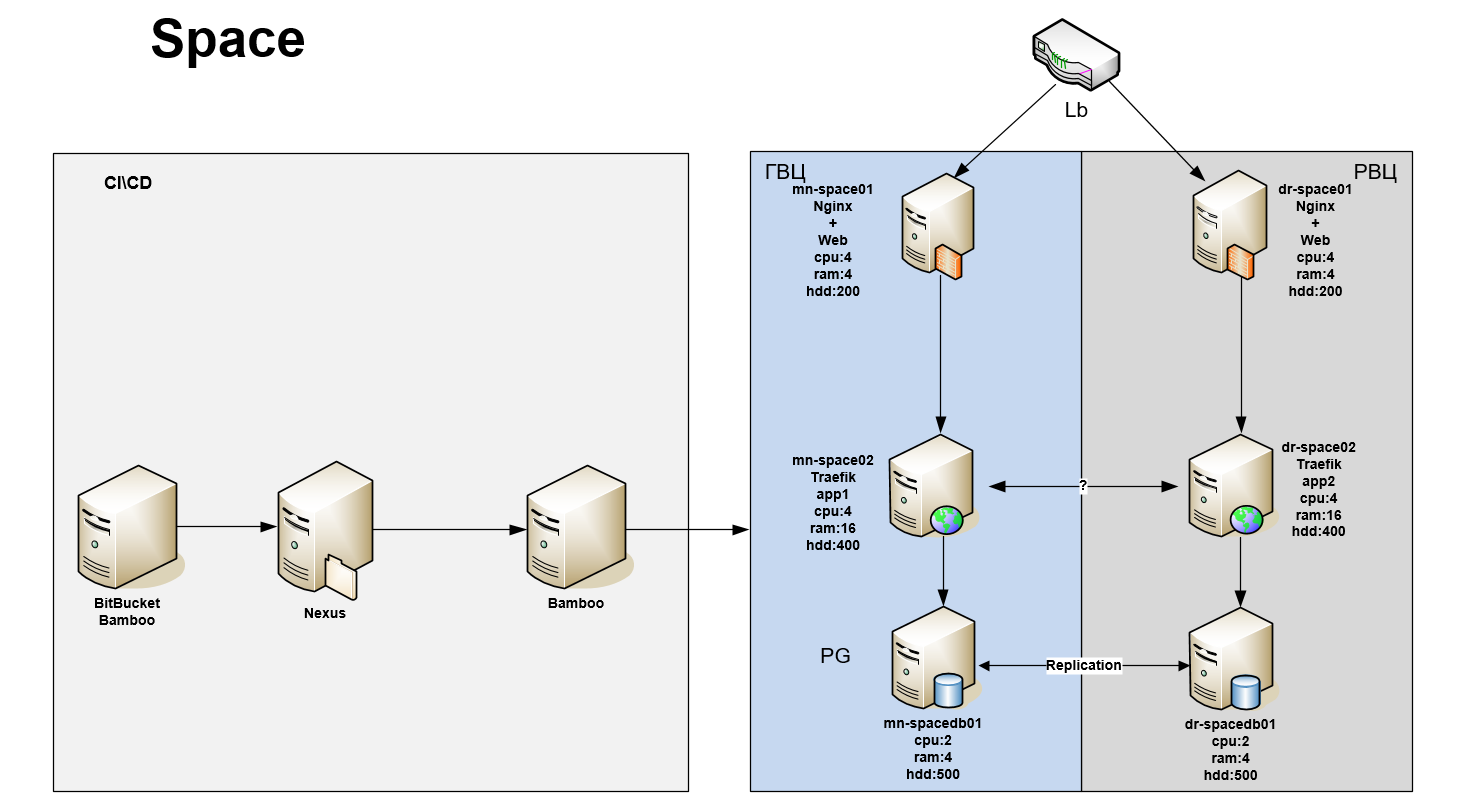 Space
Lb
CI\CD
BitBucket
Bamboo
Nexus
Bamboo
ГВЦ
mn-space01
Nginx
+
Web
cpu:4
ram:4
hdd:200
РВЦ
dr-space01
Nginx
+
Web
cpu:4
ram:4
hdd:200
mn-space02
Traefik
app1
cpu:4
ram:16
hdd:400
?
dr-space02
Traefik
app2
cpu:4
ram:16
hdd:400
PG
Replication
mn-spacedb01
cpu:2
ram:4
hdd:500
dr-spacedb01
cpu:2
ram:4
hdd:500